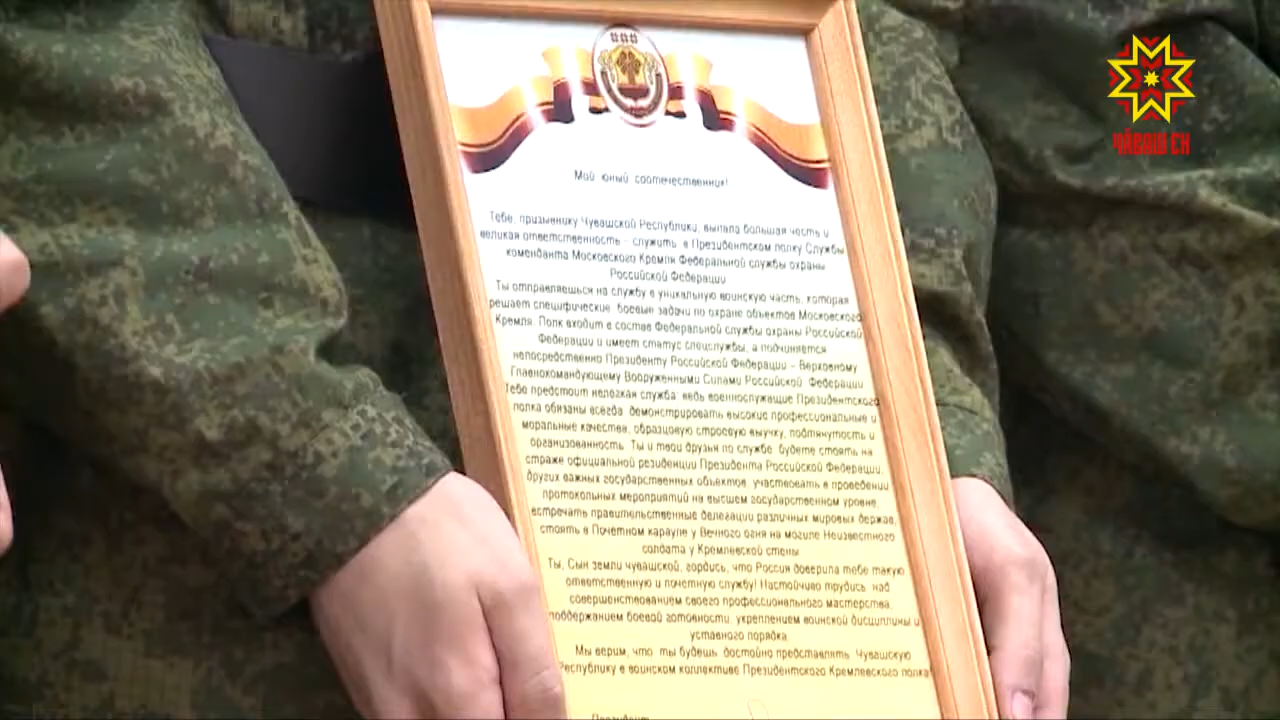 ЧӐВАШ ЕН
Мой юный соотечественник!
Тебе, призывнику Чувашской Республики, выпала большая честь и
великая ответственность - служить в Президентском полку Службы
коменданта Московского Кремля Федеральной службы охраны
Российской Федерации
Ты отправляешься на службу в уникальную воинскую часть, которая
решает специфические боевые задачи по охране объектов Московского
Кремля. Полк входит в состав Федеральной службы охраны Российской
Федерации и имеет статус спецслужбы, а подчиняется
непосредственно Президенту Российской Федерации - Верховному
Главнокомандующему Вооруженными Силами Российской Федерации
Тебе предстоит нелегкая служба ведь военнослужащие Президентского
полка обязаны всегда демонстрировать высокие профессиональные и
моральные качества, образцовую строевую выучку, подтянутость и
организованность. Ты и твои друзья по службе будете стоять на
страже официальной резиденции Президента Российской Федерации,
других важных государственных объектов, участвовать в проведении
протокольных мероприятий на высшем государственном уровне,
встречать правительственные делегации различных мировых держав,
стоять в Почетном карауле у Вечного огня на могиле Неизвестного
солдата у Кремлевской стены
Ты, Сын земли чувашской, гордись, что Россия доверила тебе такую
ответственную и почетную службу! Настойчиво трудись над
совершенствованием своего профессионального мастерства,
поддержанием боевой готовности, укреплением воинской дисциплины и
уставного порядка.
Мы верим, что ты будешь достойно представлять Чувашскую
Республику в воинском коллективе Президентского Кремлевского полка
Президент